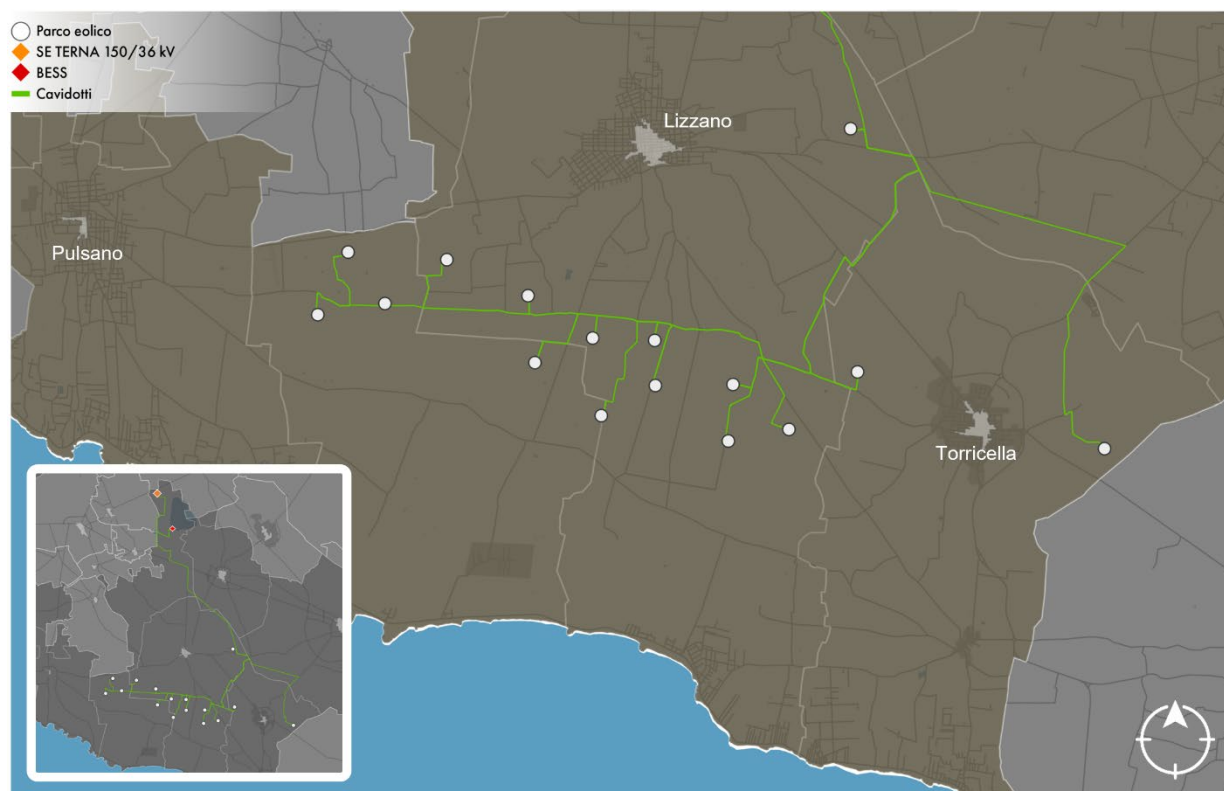 Parco eolico
SE TERNA 150/36 kV
BESS
Cavidotti
Lizzano
Pulsano
Torricella